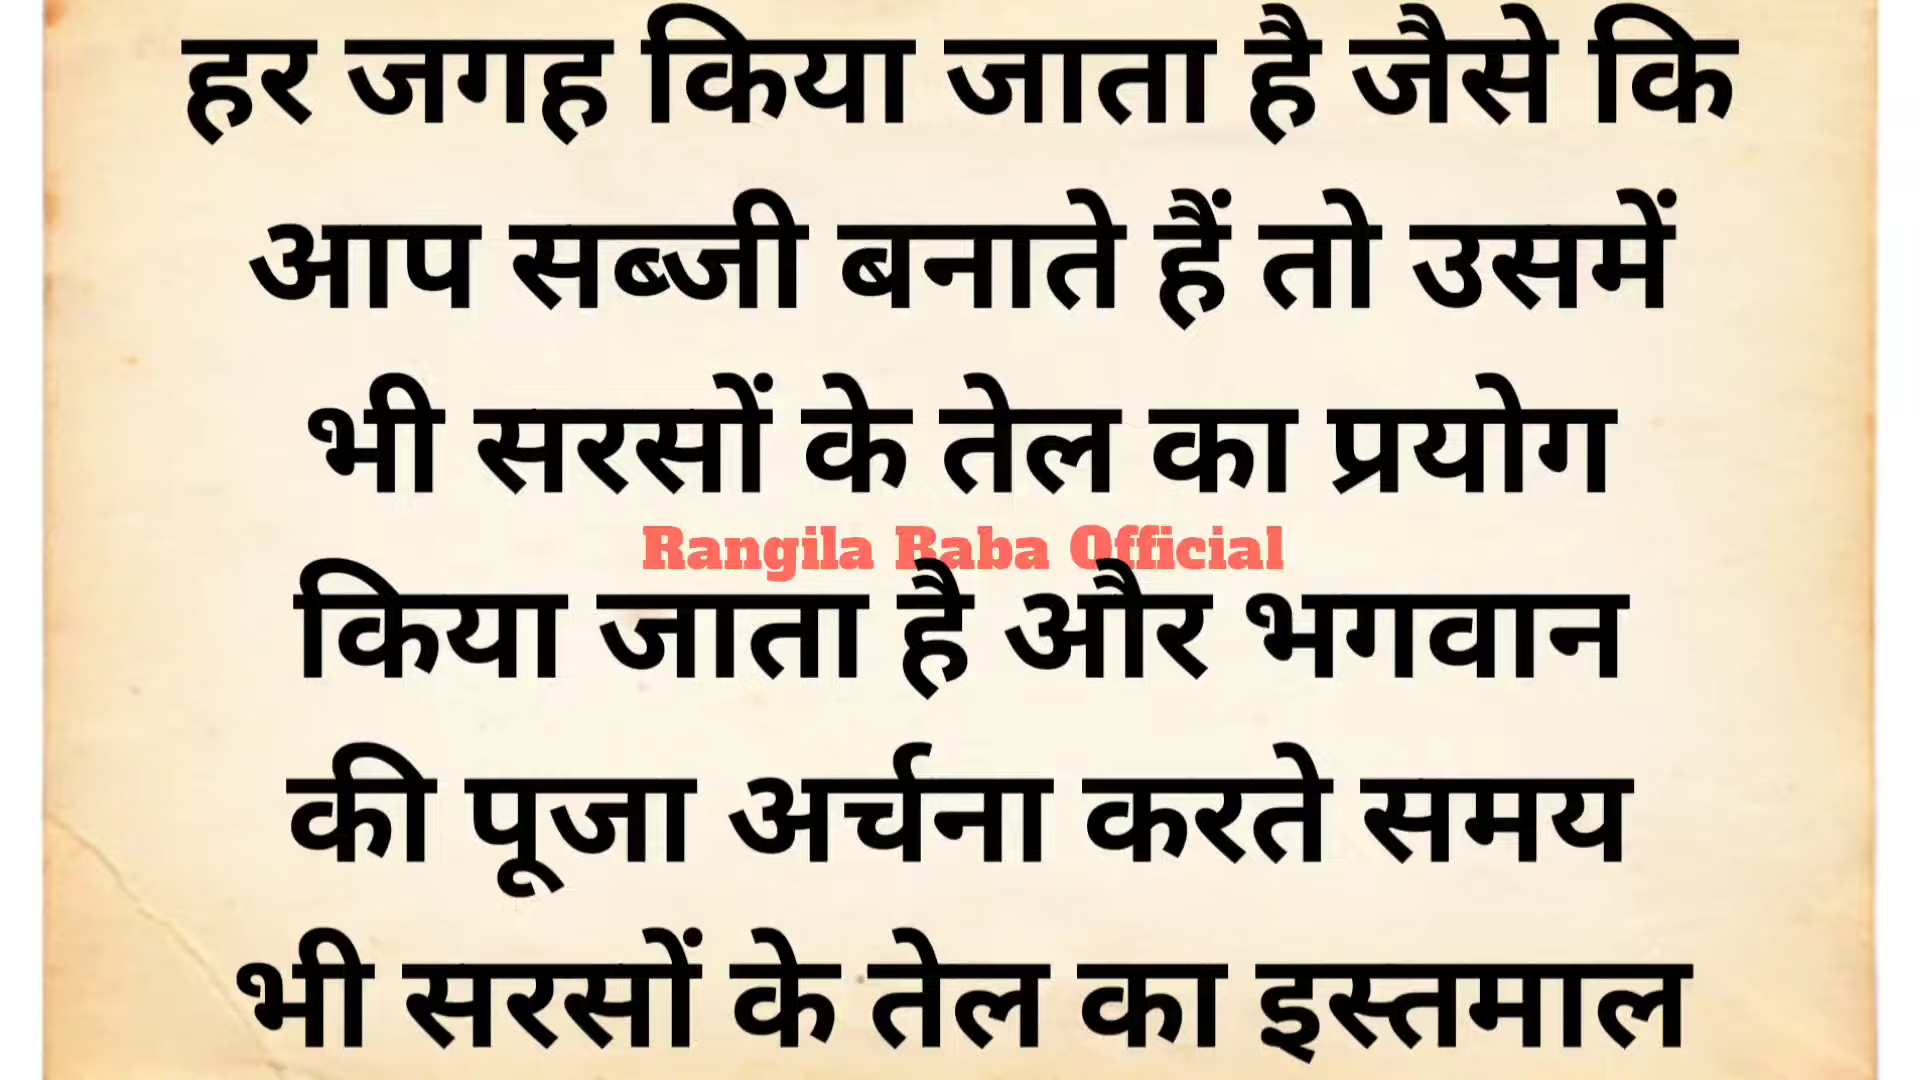 हर जगह किया जाता है जैसे कि
आप सब्जी बनाते हैं तो उसमें
भी सरसों के तेल का प्रयोग
Rangila Baba Official
किया जाता है और भगवान
की पूजा अर्चना करते समय
भी सरसों के तेल का इस्तमाल